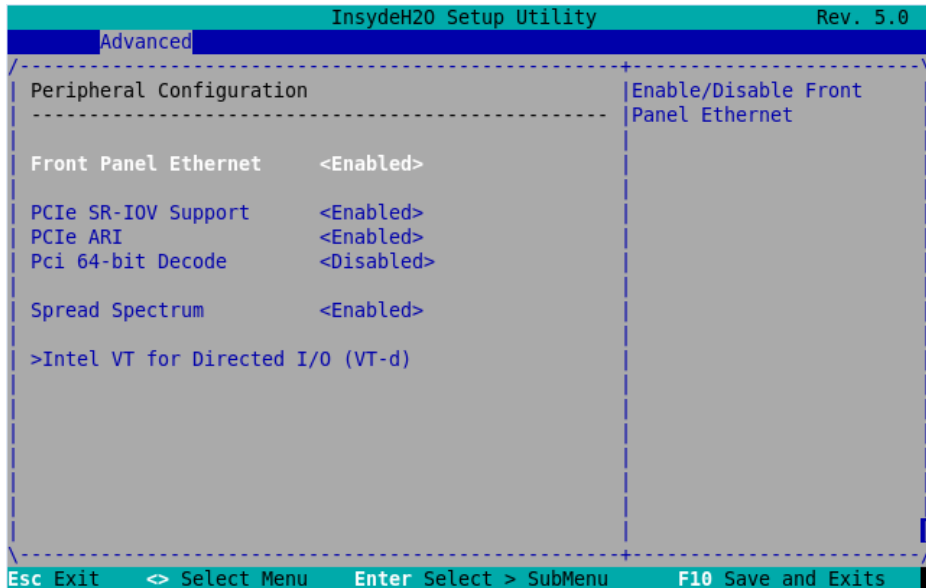 InsydeH2O Setup Utility Rev. 5.0
Advanced
Peripheral Configuration
Enable/Disable Front
Panel Ethernet
Front Panel Ethernet <Enabled>
PCIe SR-IOV Support <Enabled>
PCIe ARI <Enabled>
Pci 64-bit Decode <Disabled>
Spread Spectrum <Enabled>
>Intel VT for Directed I/O (VT-d)
Esc Exit <> Select Menu Enter Select > SubMenu F10 Save and Exits